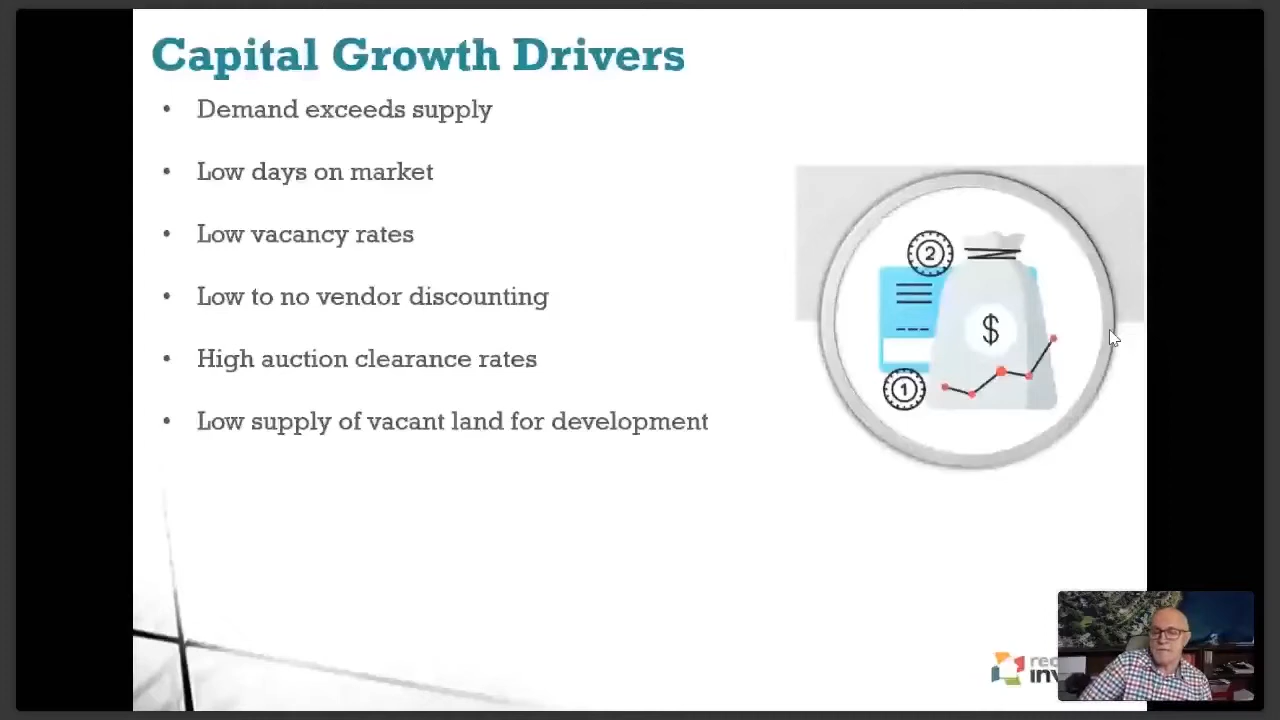 Capital Growth Drivers
• Demand exceeds supply
• Low days on market
• Low vacancy rates
• Low to no vendor discounting
• High auction clearance rates
• Low supply of vacant land for development
2
$
1